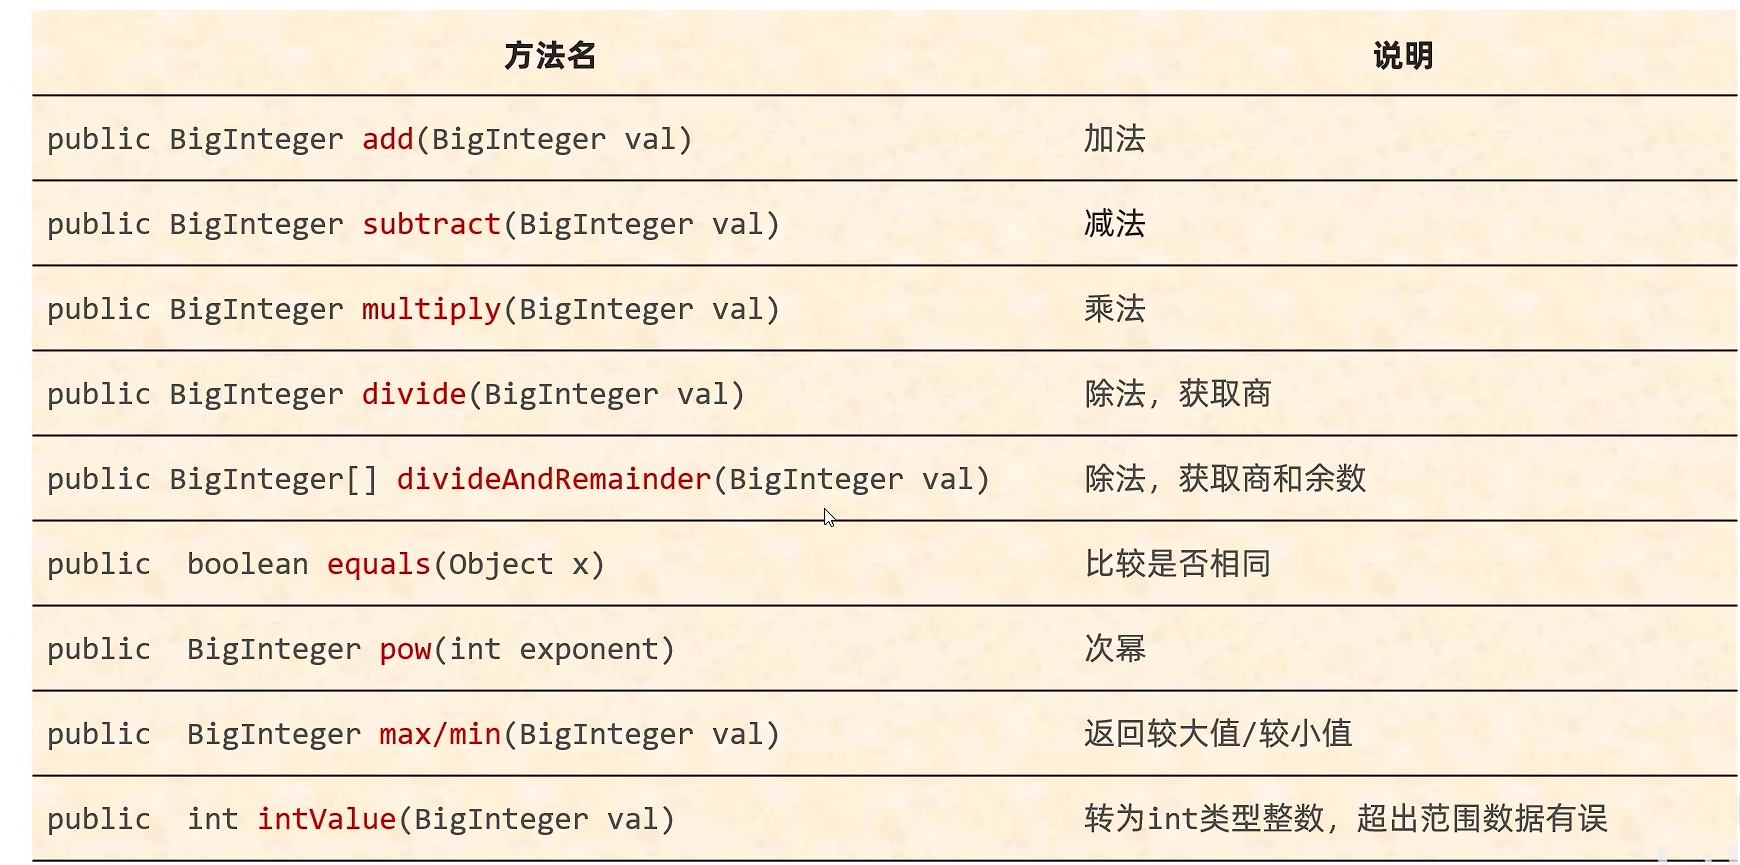 方法名 说明
public BigInteger add(BigInteger val) 加法
public BigInteger subtract(BigInteger val) 减法
public BigInteger multiply(BigInteger val) 乘法
public BigInteger divide(BigInteger val) 除法，获取商
public BigInteger[] divideAndRemainder(BigInteger val) 除法，获取商和余数
public boolean equals(Object x) 比较是否相同
public BigInteger pow(int exponent) 次幂
public BigInteger max/min(BigInteger val) 返回较大值/较小值
public int intValue(BigInteger val) 转为int类型整数，超出范围数据有误